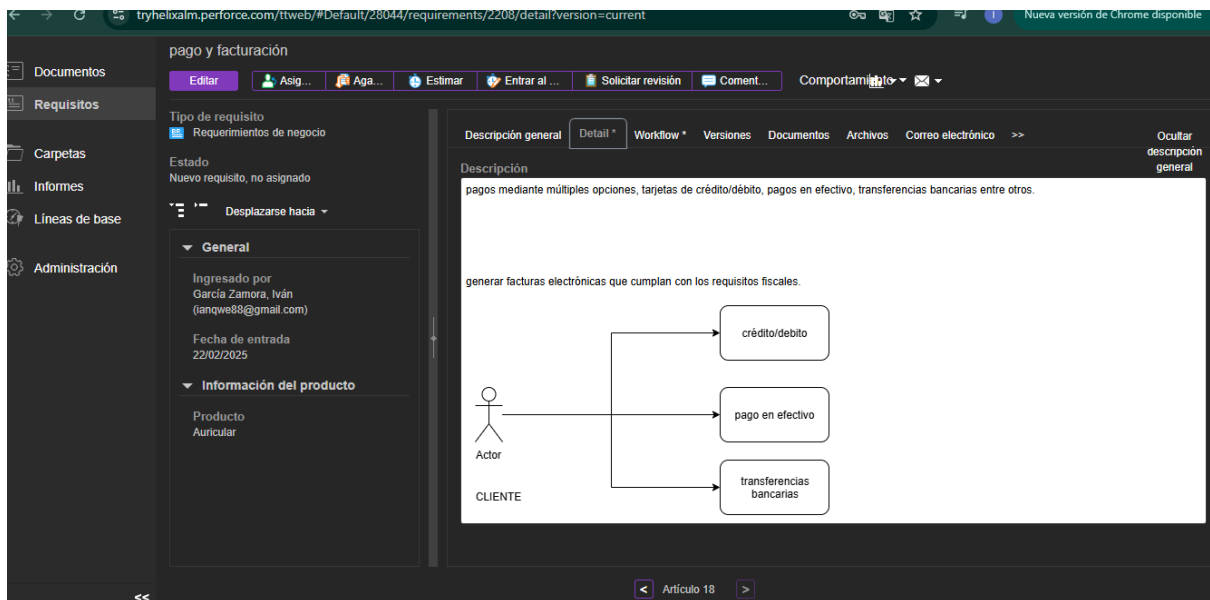 tryhelixalm.perforce.com/ttweb/#Default/28044/requirements/2208/detail?version=current
Nueva versión de Chrome disponible
Documentos
Requisitos
Carpetas
Informes
Líneas de base
Administración
<<
pago y facturación
Editar
Asig...
Aga...
Estimar
Entrar al ...
Solicitar revisión
Coment...
Comportamiento
Tipo de requisito
Requerimientos de negocio
Estado
Nuevo requisito, no asignado
Desplazarse hacia
General
Ingresado por
García Zamora, Iván
(ianqwe88@gmail.com)
Fecha de entrada
22/02/2025
Información del producto
Producto
Auricular
Descripción general
Detail *
Workflow *
Versiones
Documentos
Archivos
Correo electrónico
>>
Ocultar
descripción
general
Descripción
pagos mediante múltiples opciones, tarjetas de crédito/débito, pagos en efectivo, transferencias bancarias entre otros.
generar facturas electrónicas que cumplan con los requisitos fiscales.
crédito/debito
pago en efectivo
Actor
transferencias
bancarias
CLIENTE
< Artículo 18 >